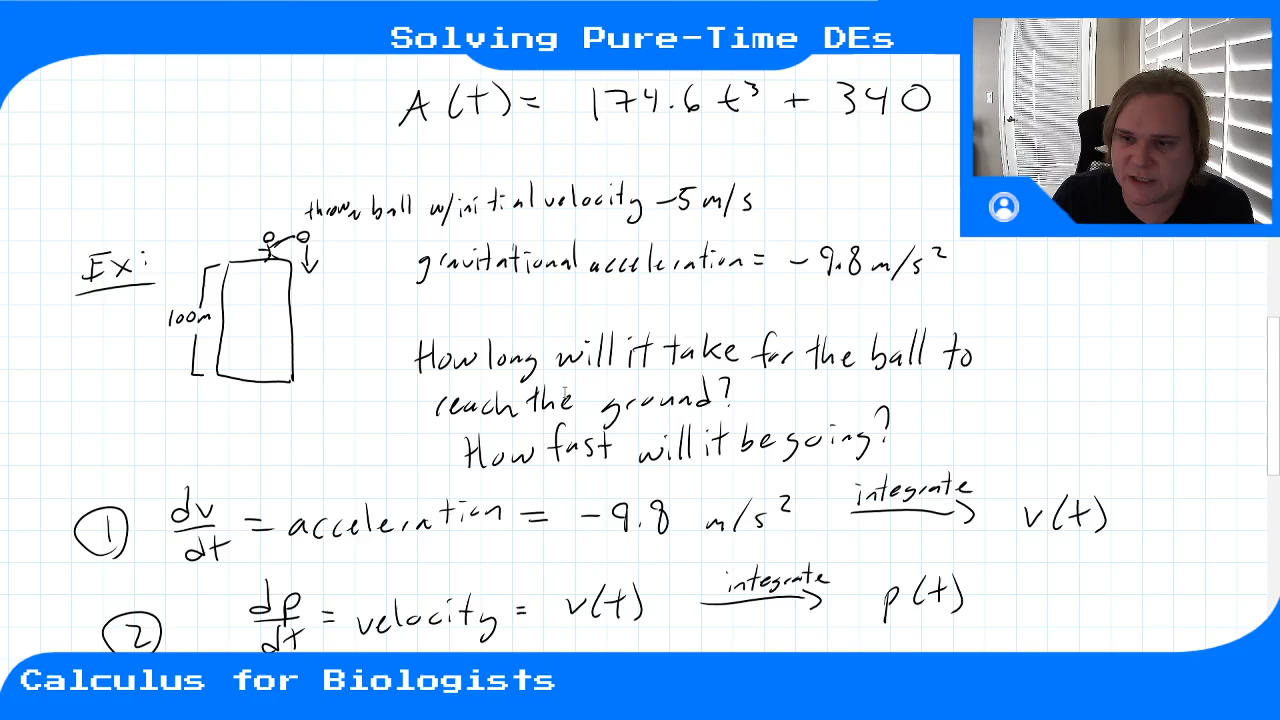 Solving Pure-Time DEs
A(t) = 174.6 t³ + 340
thrown ball w/initial velocity -5 m/s
Ex:
gravitational acceleration = -9.8 m/s²
100m
How long will it take for the ball to
reach the ground?
How fast will it be going?
① dv/dt = acceleration = -9.8 m/s² integrate → v(t)
② dp/dt = velocity = v(t) integrate → p(t)
Calculus for Biologists